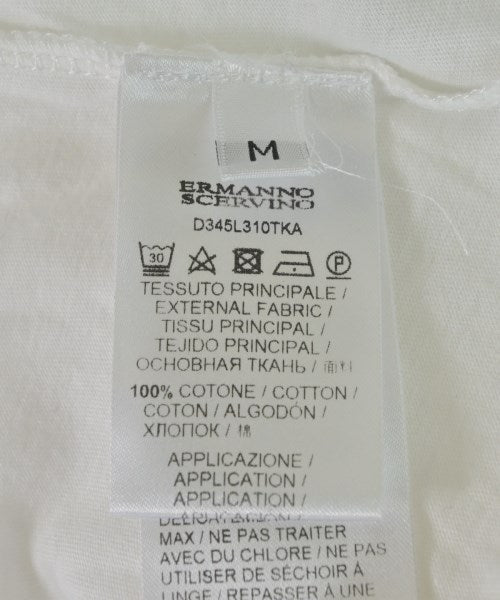 M
ERMANNO
SCERVINO
D345L310TKA
30
P
TESSUTO PRINCIPALE /
EXTERNAL FABRIC /
TISSU PRINCIPAL /
TEJIDO PRINCIPAL /
ОСНОВНАЯ ТКАНЬ / 面料
100% COTONE / COTTON /
COTON / ALGODÓN /
ХЛОПОК / 棉
APPLICAZIONE /
APPLICATION /
APPLICATION /
MAX / NE PAS TRAITER
AVEC DU CHLORE / NE PAS
UTILISER DE SÉCHOIR À
LINGE / REPASSER À UNE